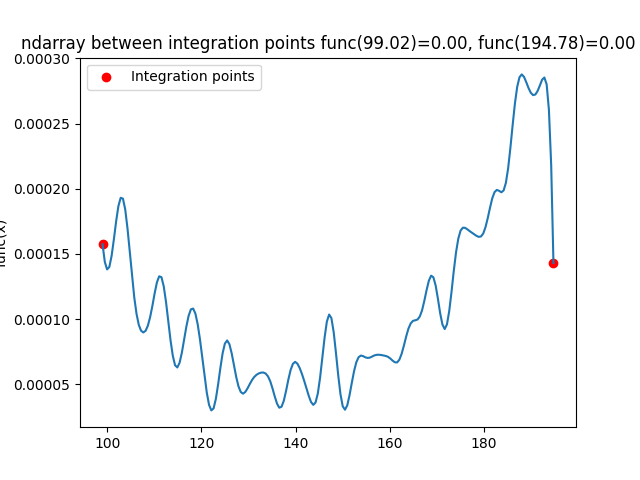 ndarray between integration points func(99.02)=0.00, func(194.78)=0.00
Integration points
0.00030
0.00025
0.00020
0.00015
0.00010
0.00005
func(x)
100 120 140 160 180